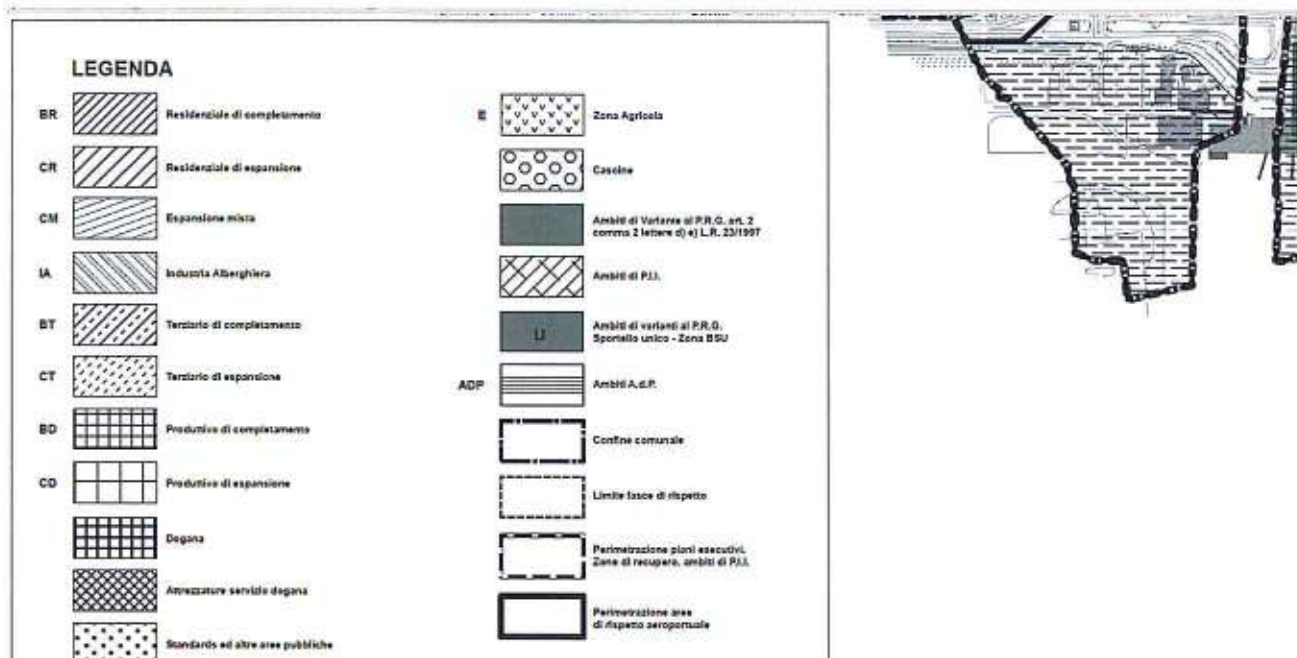 LEGENDA
BR Residenziale di completamento
CR Residenziale di espansione
CM Espansione mista
IA Industria Alberghiera
BT Terziario di completamento
CT Terziario di espansione
BD Produttivo di completamento
CD Produttivo di espansione
Dogana
Attrezzature servizio dogana
Standards ed altre aree pubbliche
E Zona Agricola
Cascine
Ambiti di Variante al P.R.G. art. 2
comma 2 lettere d) e) L.R. 23/1997
Ambiti di P.I.I.
U Ambiti di varianti al P.R.G.
Sportello unico - Zona BSU
ADP Ambiti A.d.P.
Confine comunale
Limite fasce di rispetto
Perimetrazione piani esecutivi,
Zone di recupero, ambiti di P.I.I.
Perimetrazione aree
di rispetto aeroportuale